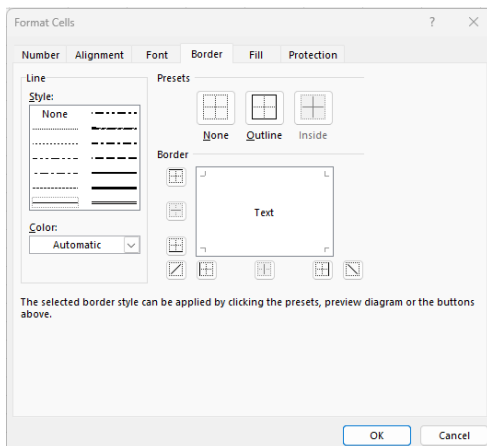 Format Cells
?
Number Alignment Font Border Fill Protection
Line
Presets
Style:
None
None Outline Inside
Border
Text
Color:
Automatic
The selected border style can be applied by clicking the presets, preview diagram or the buttons
above.
OK Cancel